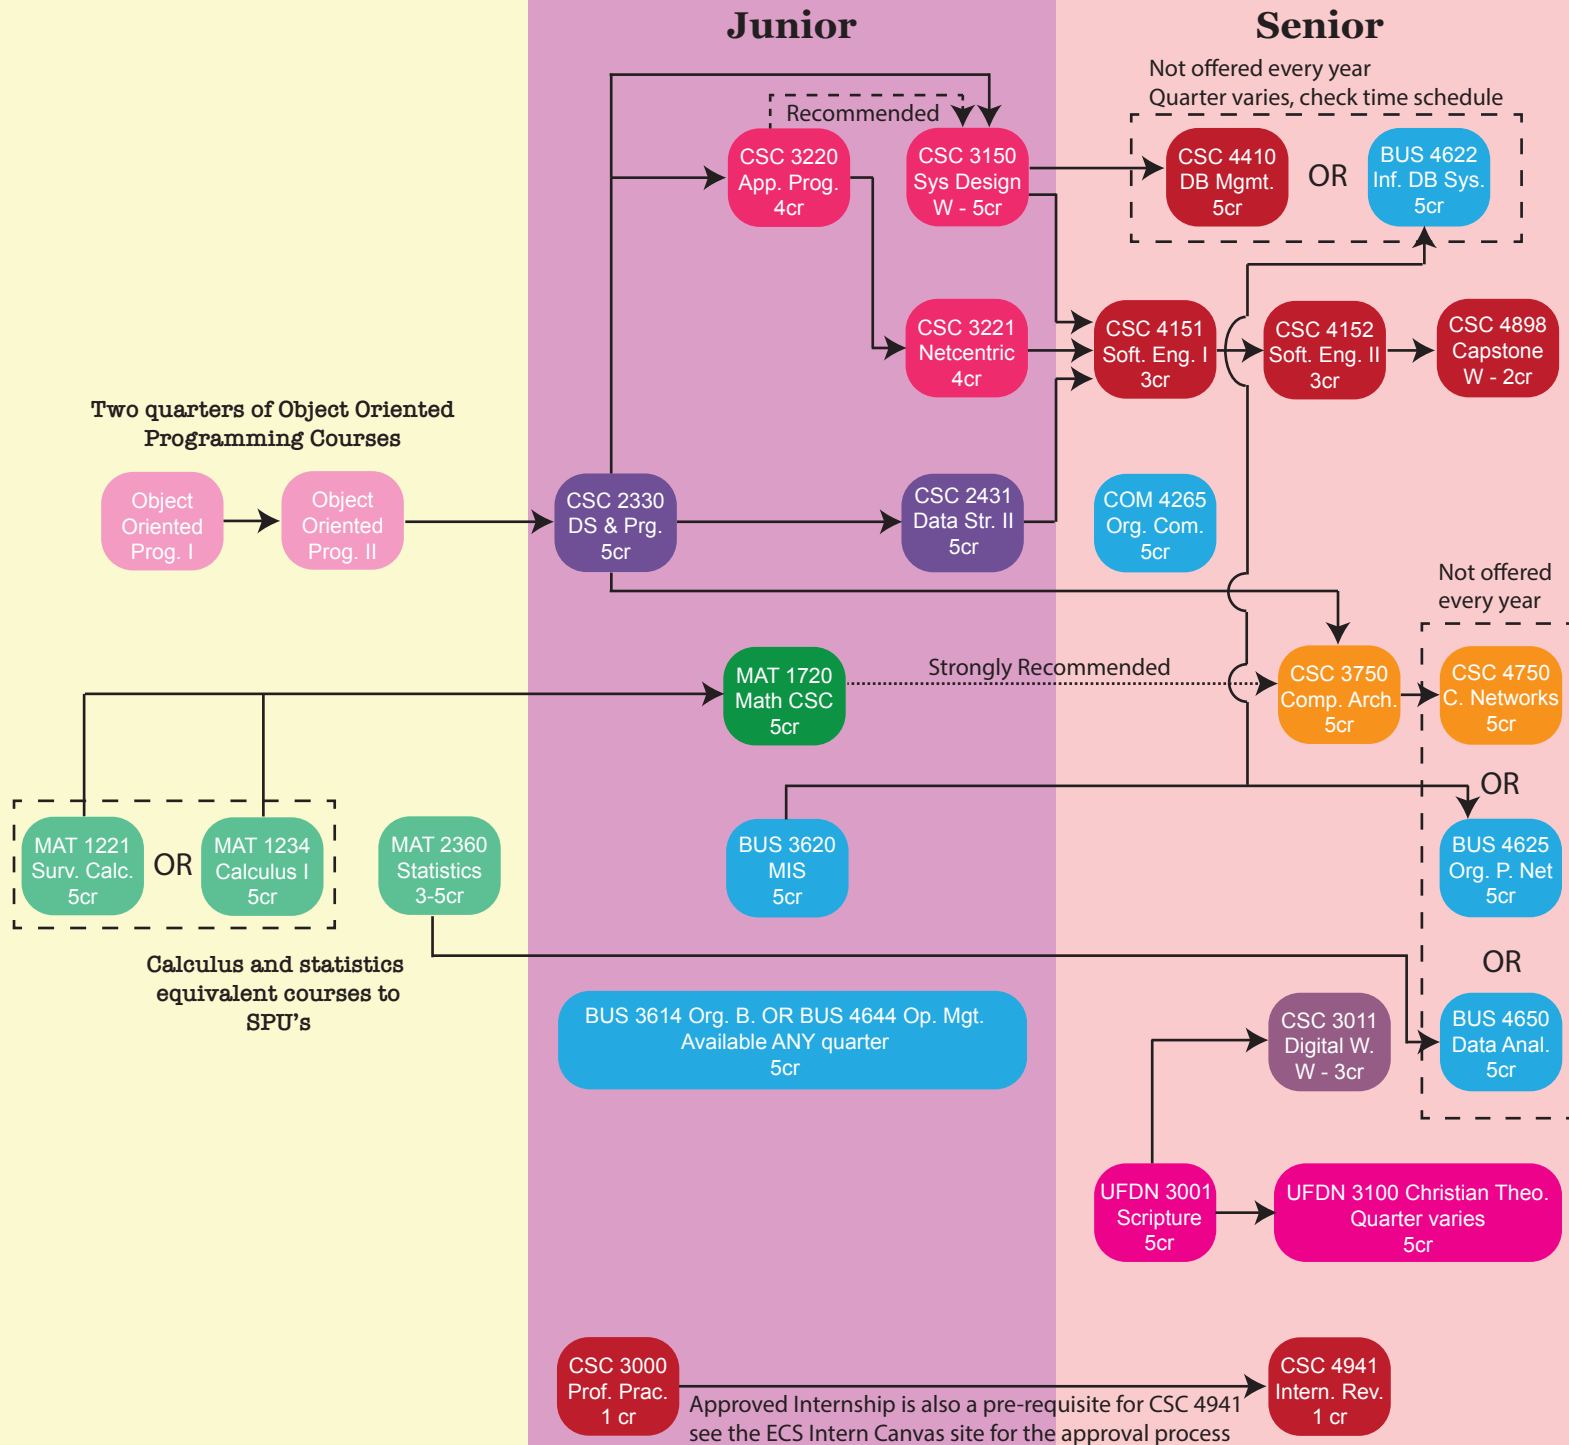 Junior
Senior
Not offered every year
Quarter varies, check time schedule
Recommended
CSC 3220
App. Prog.
4cr
CSC 3150
Sys Design
W - 5cr
CSC 4410
DB Mgmt.
5cr
OR
BUS 4622
Inf. DB Sys.
5cr
CSC 3221
Netcentric
4cr
CSC 4151
Soft. Eng. I
3cr
CSC 4152
Soft. Eng. II
3cr
CSC 4898
Capstone
W - 2cr
Two quarters of Object Oriented
Programming Courses
Object
Oriented
Prog. I
Object
Oriented
Prog. II
CSC 2330
DS & Prg.
5cr
CSC 2431
Data Str. II
5cr
COM 4265
Org. Com.
5cr
Not offered
every year
MAT 1720
Math CSC
5cr
Strongly Recommended
CSC 3750
Comp. Arch.
5cr
CSC 4750
C. Networks
5cr
OR
MAT 1221
Surv. Calc.
5cr
OR
MAT 1234
Calculus I
5cr
MAT 2360
Statistics
3-5cr
BUS 3620
MIS
5cr
BUS 4625
Org. P. Net
5cr
Calculus and statistics
equivalent courses to
SPU's
OR
BUS 3614 Org. B. OR BUS 4644 Op. Mgt.
Available ANY quarter
5cr
CSC 3011
Digital W.
W - 3cr
BUS 4650
Data Anal.
5cr
UFDN 3001
Scripture
5cr
UFDN 3100 Christian Theo.
Quarter varies
5cr
CSC 3000
Prof. Prac.
1 cr
Approved Internship is also a pre-requisite for CSC 4941
see the ECS Intern Canvas site for the approval process
CSC 4941
Intern. Rev.
1 cr